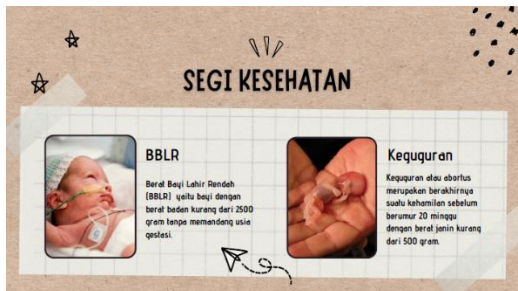 SEGI KESEHATAN
BBLR
Berat Bayi Lahir Rendah
(BBLR) yaitu bayi dengan
berat badan kurang dari 2500
gram tanpa memandang usia
gestasi.
Keguguran
Keguguran atau abortus
merupakan berakhirnya
suatu kehamilan sebelum
berumur 20 minggu
dengan berat janin kurang
dari 500 gram.